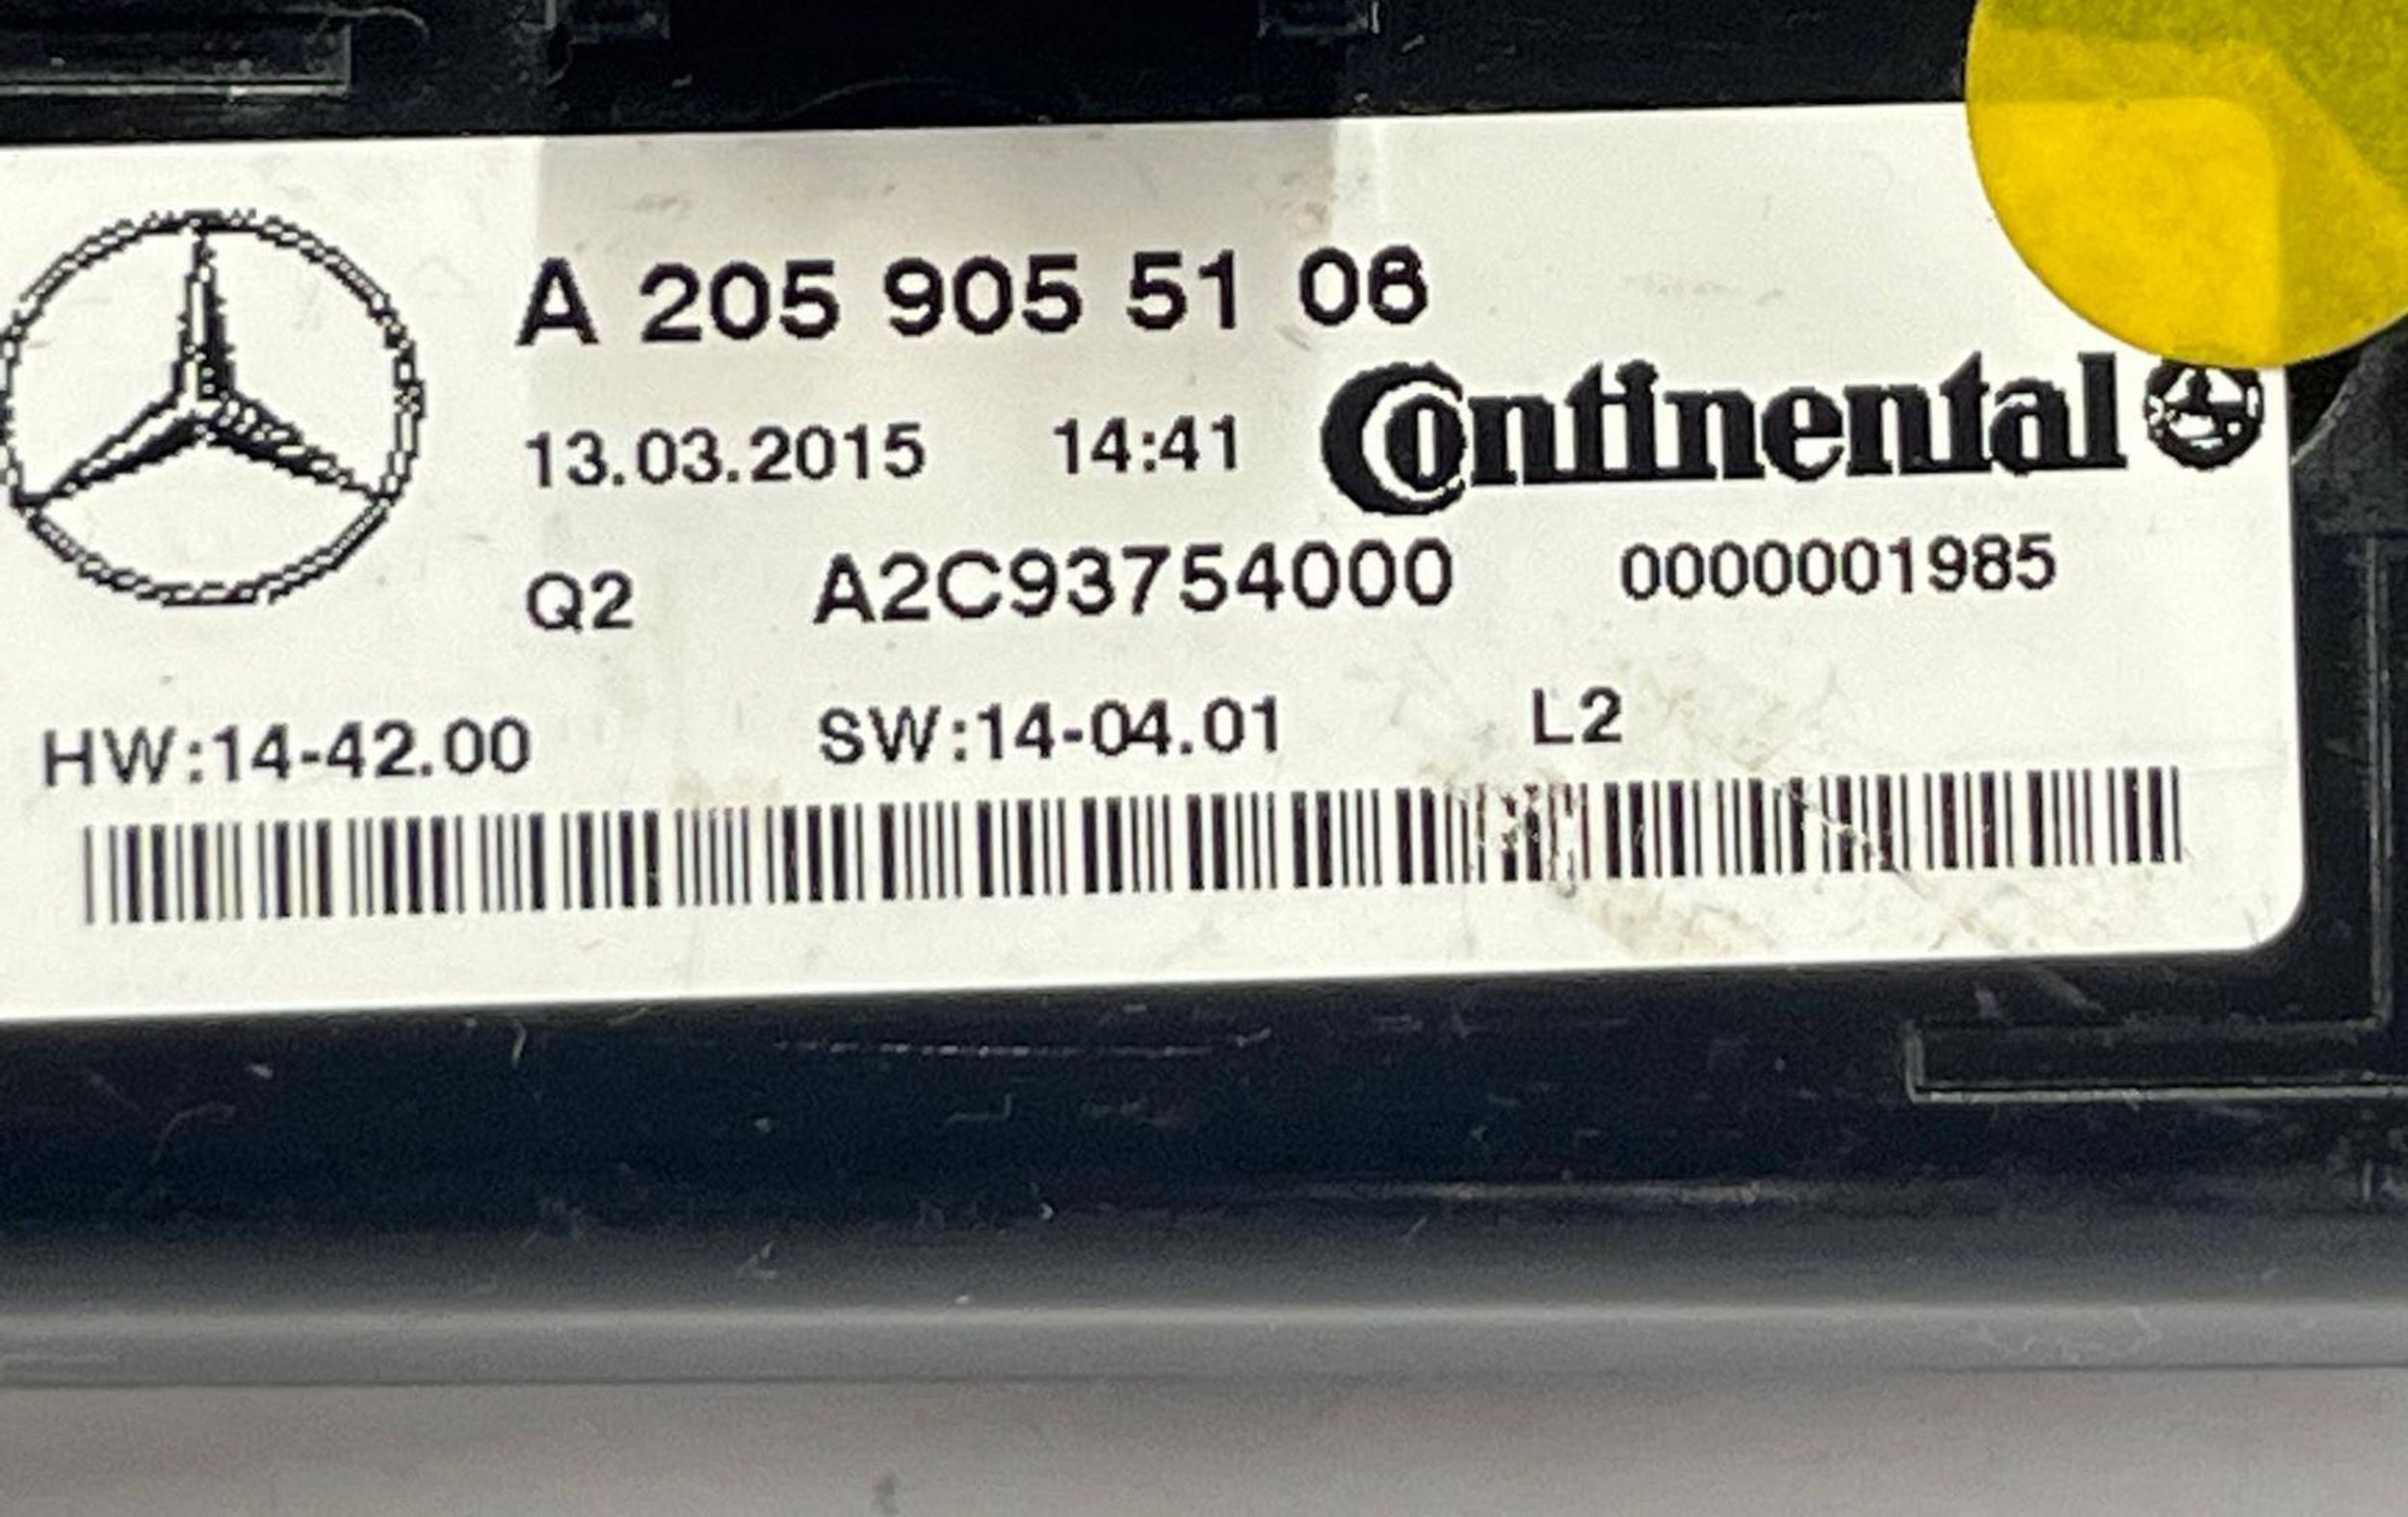 A 205 905 51 06
13.03.2015 14:41 Continental
Q2 A2C93754000 0000001985
HW:14-42.00 SW:14-04.01 L2